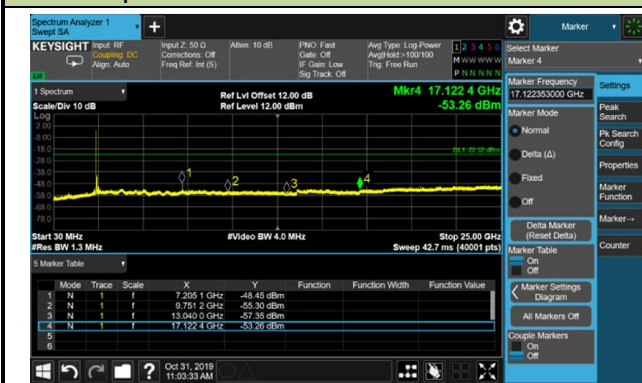 Spectrum Analyzer 1
Swept SA
+
Marker
KEYSIGHT
Input: RF
Coupling: DC
Align: Auto
Input Z: 50 Ω
Corrections: Off
Freq Ref: Int (S)
Atten: 10 dB
PNO: Fast
Gate: Off
IF Gain: Low
Sig Track: Off
Avg Type: Log-Power
Avg|Hold:>100/100
Trig: Free Run
1 2 3 4 5 6
M W W W W W
P N N N N N
Select Marker
Marker 4
1 Spectrum
Scale/Div 10 dB
Log
Ref Lvl Offset 12.00 dB
Ref Level 12.00 dBm
Mkr4 17.122 4 GHz
-53.26 dBm
2.00
-8.00
-18.0
-28.0
-38.0
-48.0
-58.0
-68.0
-78.0
DL1 -22.52 dBm
1
2
3
4
Start 30 MHz
#Res BW 1.3 MHz
#Video BW 4.0 MHz
Stop 25.00 GHz
Sweep 42.7 ms (40001 pts)
5 Marker Table
Mode Trace Scale X Y Function Function Width Function Value
1 N 1 f 7.205 1 GHz -48.45 dBm
2 N 1 f 9.751 2 GHz -55.30 dBm
3 N 1 f 13.040 0 GHz -57.35 dBm
4 N 1 f 17.122 4 GHz -53.26 dBm
5
6
Marker Frequency
17.122353000 GHz
Marker Mode
Normal
Delta (Δ)
Fixed
Off
Delta Marker
(Reset Delta)
Marker Table
On
Off
Marker Settings
Diagram
All Markers Off
Couple Markers
On
Off
Settings
Peak
Search
Pk Search
Config
Properties
Marker
Function
Marker→
Counter
?
Oct 31, 2019
11:03:33 AM